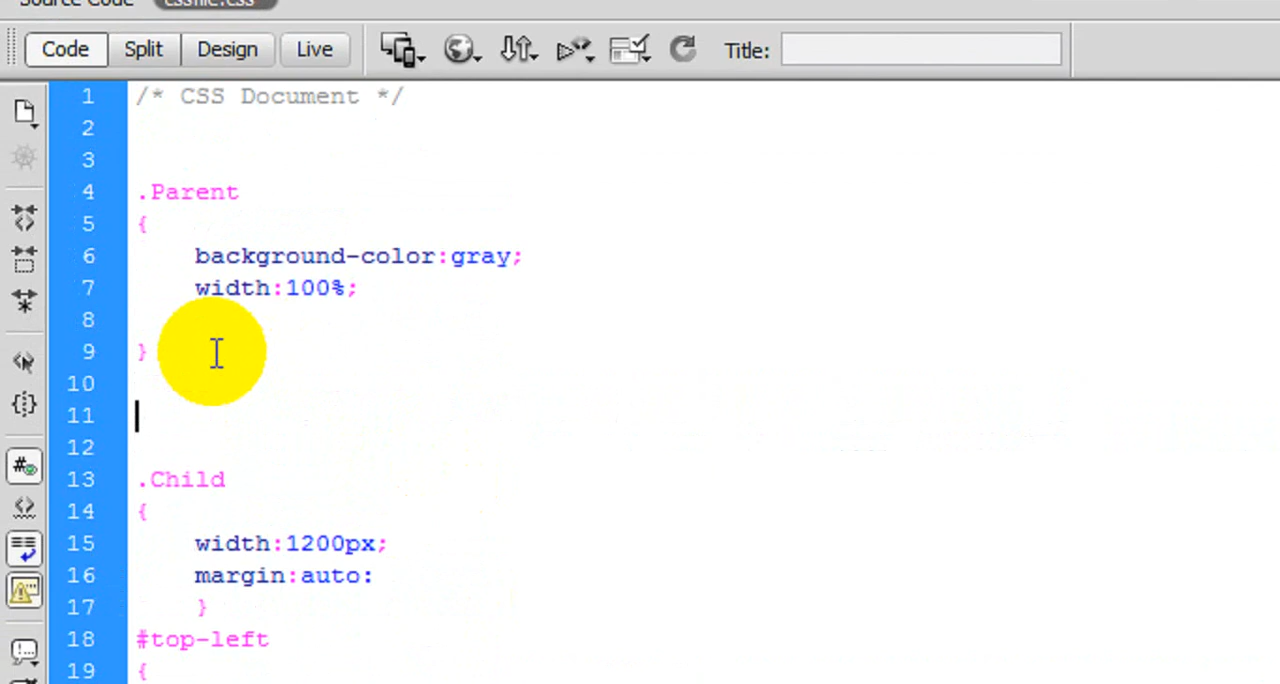 Source Code cssfile.css
Code Split Design Live Title:
1 /* CSS Document */
2
3
4 .Parent
5 {
6 background-color:gray;
7 width:100%;
8
9 }
10
11
12
13 .Child
14 {
15 width:1200px;
16 margin:auto:
17 }
18 #top-left
19 {